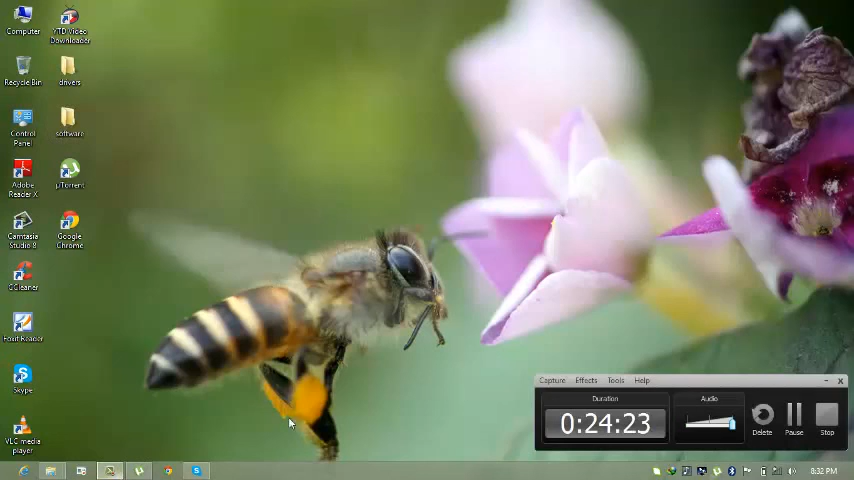 Computer
YTD Video
Downloader
Recycle Bin
drivers
Control
Panel
software
Adobe
Reader X
µTorrent
Camtasia
Studio 8
Google
Chrome
CCleaner
Foxit Reader
Skype
VLC media
player
Capture Effects Tools Help
Duration
Audio
0:24:23
Delete Pause Stop
8:32 PM